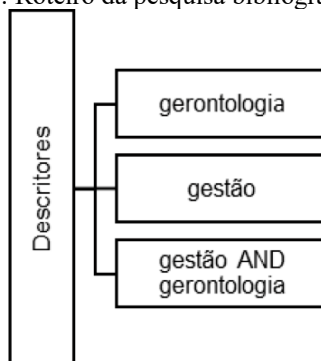 . Roteiro da pesquisa
Descritores
gerontologia
gestão
gestão AND
gerontologia